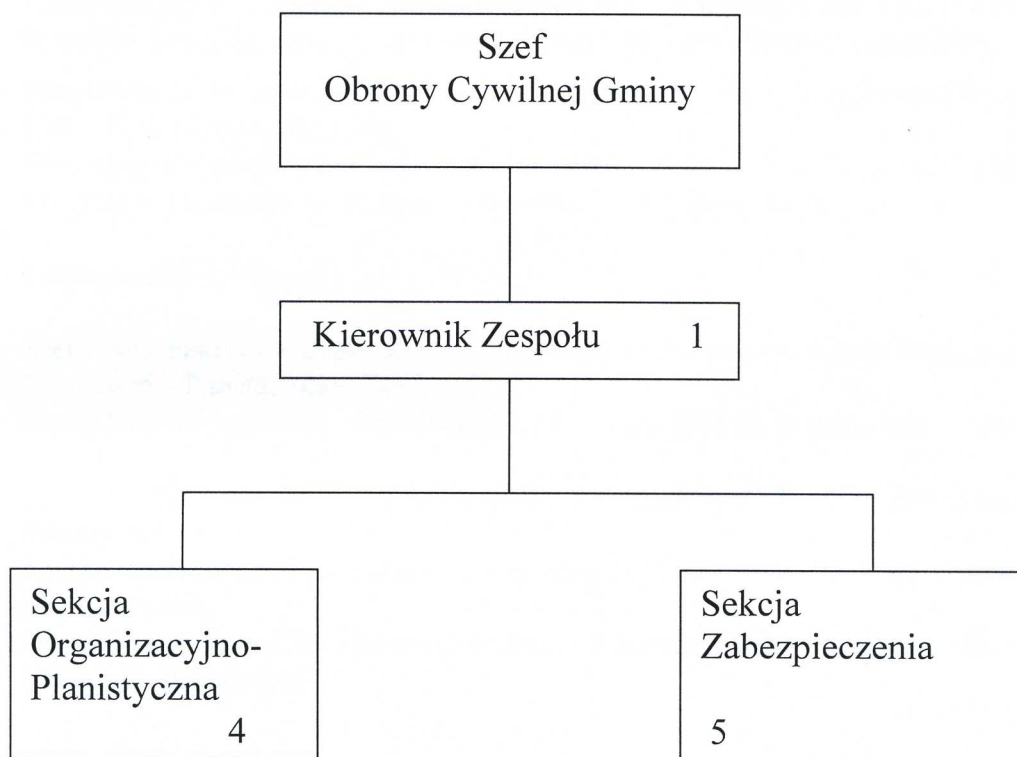 Szef
Obrony Cywilnej Gminy
Kierownik Zespołu 1
Sekcja
Organizacyjno-
Planistyczna
4
Sekcja
Zabezpieczenia
5